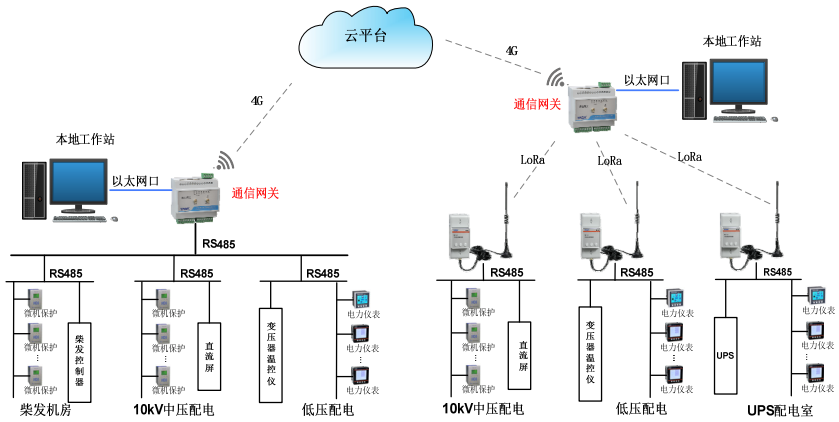 云平台
4G
4G
本地工作站
以太网口
通信网关
本地工作站
以太网口
通信网关
LoRa
LoRa
LoRa
RS485
RS485
RS485
RS485
RS485
RS485
RS485
微机保护
微机保护
微机保护
柴发控制器
柴发机房
微机保护
微机保护
微机保护
直流屏
10kV中压配电
变压器温控仪
电力仪表
电力仪表
电力仪表
低压配电
微机保护
微机保护
微机保护
直流屏
10kV中压配电
变压器温控仪
电力仪表
电力仪表
电力仪表
低压配电
UPS
电力仪表
电力仪表
电力仪表
UPS配电室